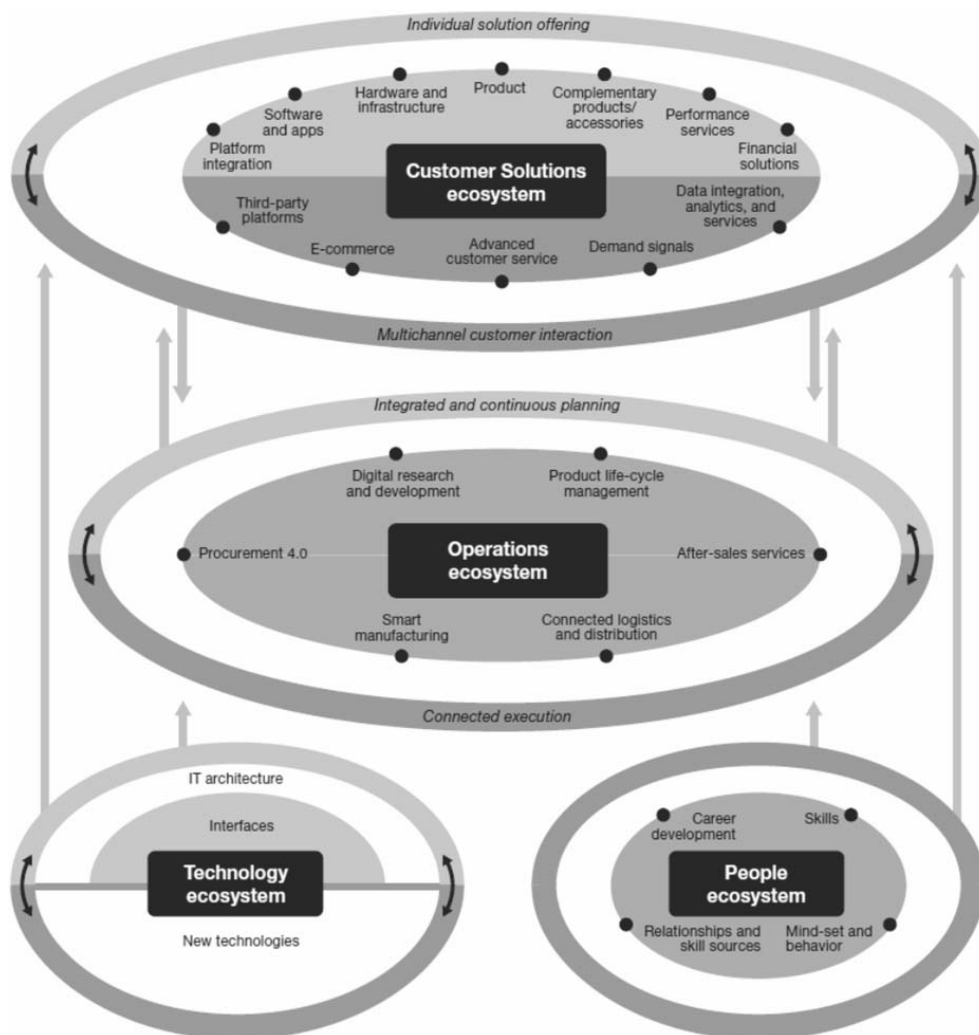 Individual solution offering
Product
Hardware and
infrastructure
Complementary
products/
accessories
Software
and apps
Performance
services
Platform
integration
Financial
solutions
Customer Solutions
ecosystem
Third-party
platforms
Data integration,
analytics, and
services
E-commerce
Advanced
customer service
Demand signals
Multichannel customer interaction
Integrated and continuous planning
Digital research
and development
Product life-cycle
management
Procurement 4.0
Operations
ecosystem
After-sales services
Smart
manufacturing
Connected logistics
and distribution
Connected execution
IT architecture
Interfaces
Technology
ecosystem
New technologies
Career
development
Skills
People
ecosystem
Relationships and
skill sources
Mind-set and
behavior